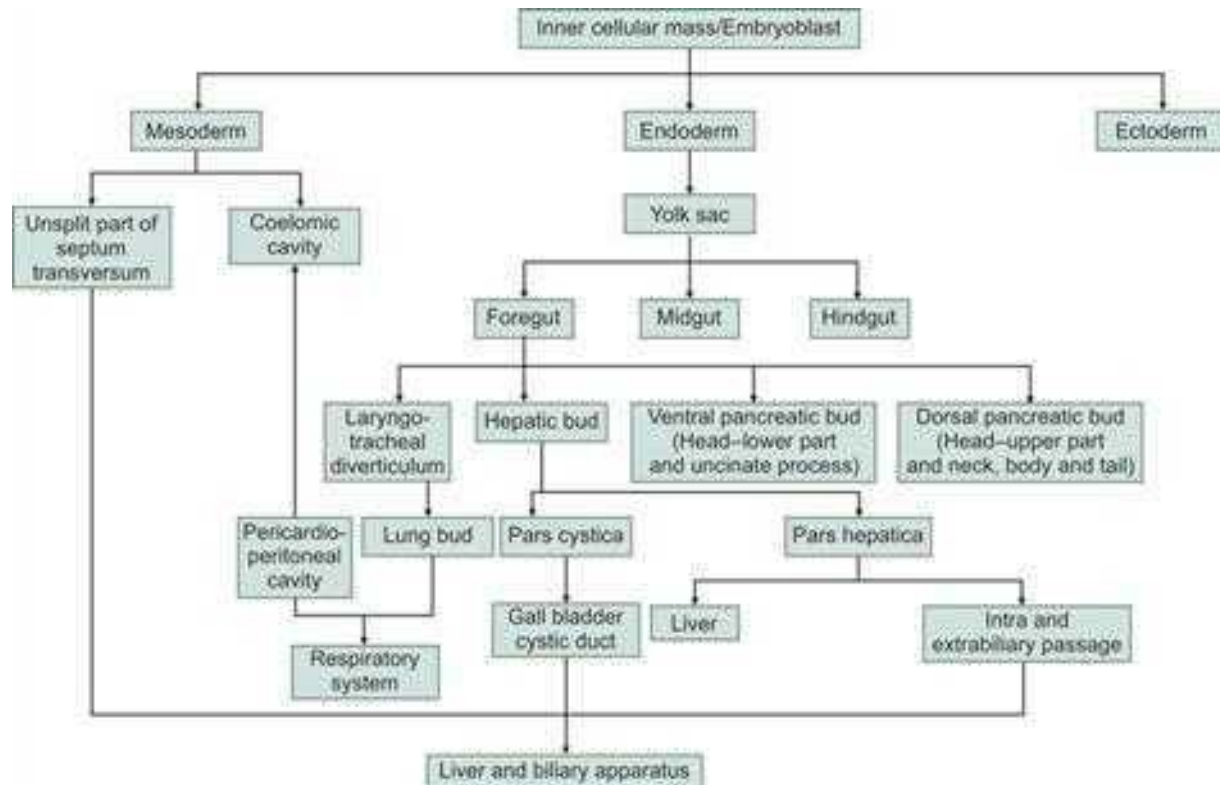 Inner cellular mass/Embryoblast
Mesoderm
Endoderm
Ectoderm
Unsplit part of
septum
transversum
Coelomic
cavity
Yolk sac
Foregut
Midgut
Hindgut
Laryngo-
tracheal
diverticulum
Hepatic bud
Ventral pancreatic bud
(Head–lower part
and uncinate process)
Dorsal pancreatic bud
(Head–upper part
and neck, body and tail)
Pericardio-
peritoneal
cavity
Lung bud
Pars cystica
Pars hepatica
Gall bladder
cystic duct
Liver
Intra and
extrabiliary passage
Respiratory
system
Liver and biliary apparatus